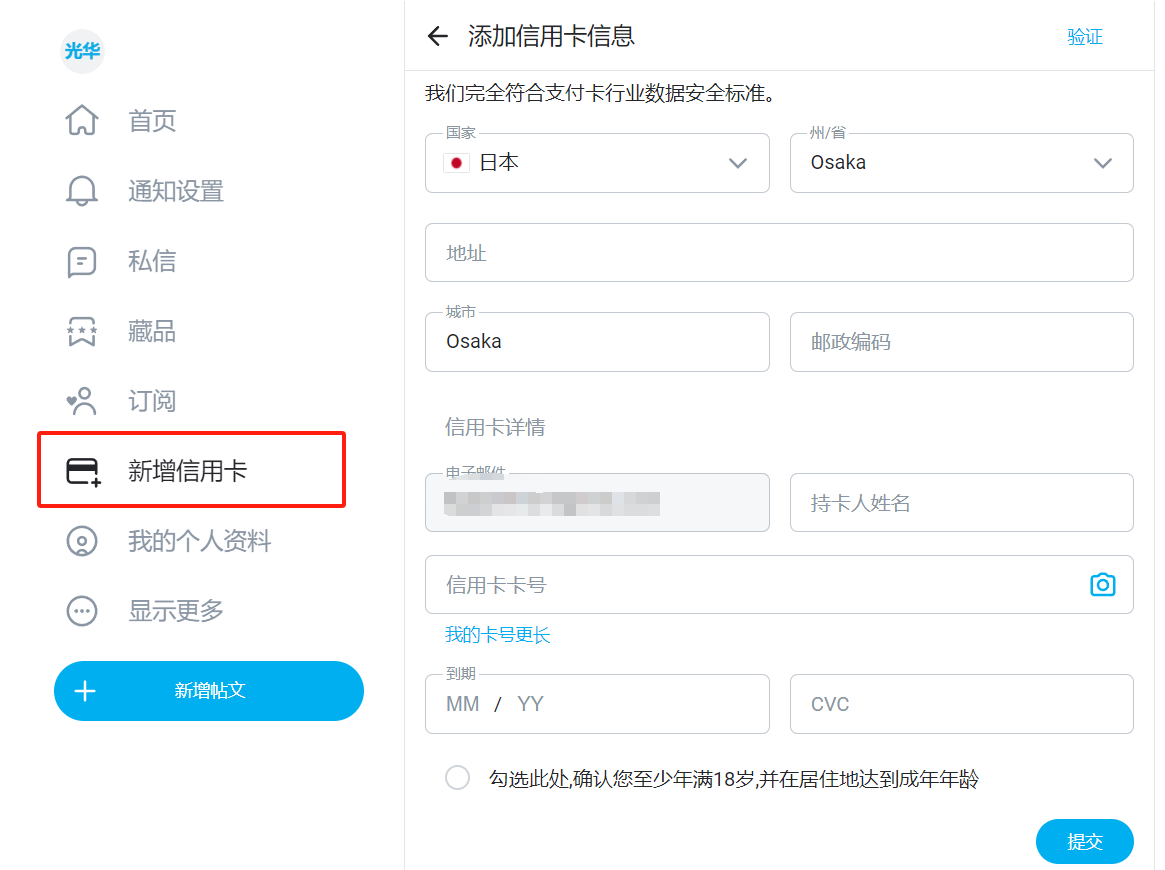 光华
首页
通知设置
私信
藏品
订阅
新增信用卡
我的个人资料
显示更多
新增帖文
添加信用卡信息
验证
我们完全符合支付卡行业数据安全标准。
国家
日本
州/省
Osaka
地址
城市
Osaka
邮政编码
信用卡详情
电子邮件
持卡人姓名
信用卡卡号
我的卡号更长
到期
MM / YY
CVC
勾选此处,确认您至少年满18岁,并在居住地达到成年年龄
提交